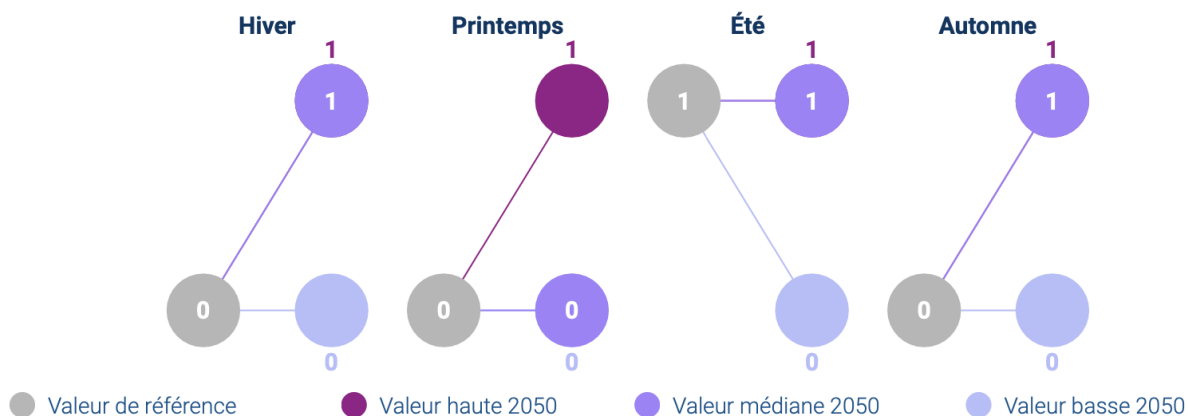 Hiver Printemps Été Automne
1 1 1 1
1 1 1 1
0 0 0 0
0 0 0 0
Valeur de référence Valeur haute 2050 Valeur médiane 2050 Valeur basse 2050